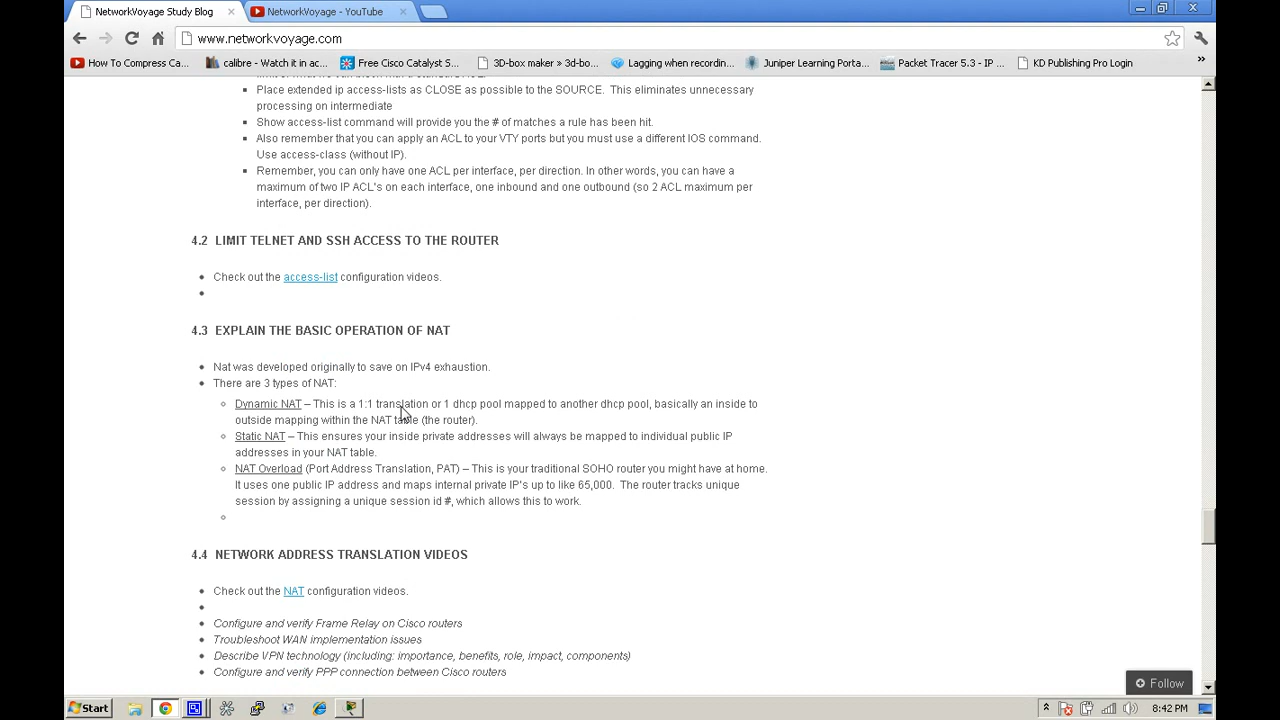 NetworkVoyage Study Blog
NetworkVoyage - YouTube
www.networkvoyage.com
How To Compress Ca...
calibre - Watch it in ac...
Free Cisco Catalyst S...
3D-box maker » 3d-bo...
Lagging when recordin...
Juniper Learning Porta...
Packet Tracer 5.3 - IP ...
KD.Publishing Pro Login
Place extended ip access-lists as CLOSE as possible to the SOURCE. This eliminates unnecessary
processing on intermediate
Show access-list command will provide you the # of matches a rule has been hit.
Also remember that you can apply an ACL to your VTY ports but you must use a different IOS command.
Use access-class (without IP).
Remember, you can only have one ACL per interface, per direction. In other words, you can have a
maximum of two IP ACL's on each interface, one inbound and one outbound (so 2 ACL maximum per
interface, per direction).
4.2 LIMIT TELNET AND SSH ACCESS TO THE ROUTER
Check out the access-list configuration videos.
4.3 EXPLAIN THE BASIC OPERATION OF NAT
Nat was developed originally to save on IPv4 exhaustion.
There are 3 types of NAT:
Dynamic NAT – This is a 1:1 translation or 1 dhcp pool mapped to another dhcp pool, basically an inside to
outside mapping within the NAT table (the router).
Static NAT – This ensures your inside private addresses will always be mapped to individual public IP
addresses in your NAT table.
NAT Overload (Port Address Translation, PAT) – This is your traditional SOHO router you might have at home.
It uses one public IP address and maps internal private IP's up to like 65,000. The router tracks unique
session by assigning a unique session id #, which allows this to work.
4.4 NETWORK ADDRESS TRANSLATION VIDEOS
Check out the NAT configuration videos.
Configure and verify Frame Relay on Cisco routers
Troubleshoot WAN implementation issues
Describe VPN technology (including: importance, benefits, role, impact, components)
Configure and verify PPP connection between Cisco routers
Follow
Start
8:42 PM